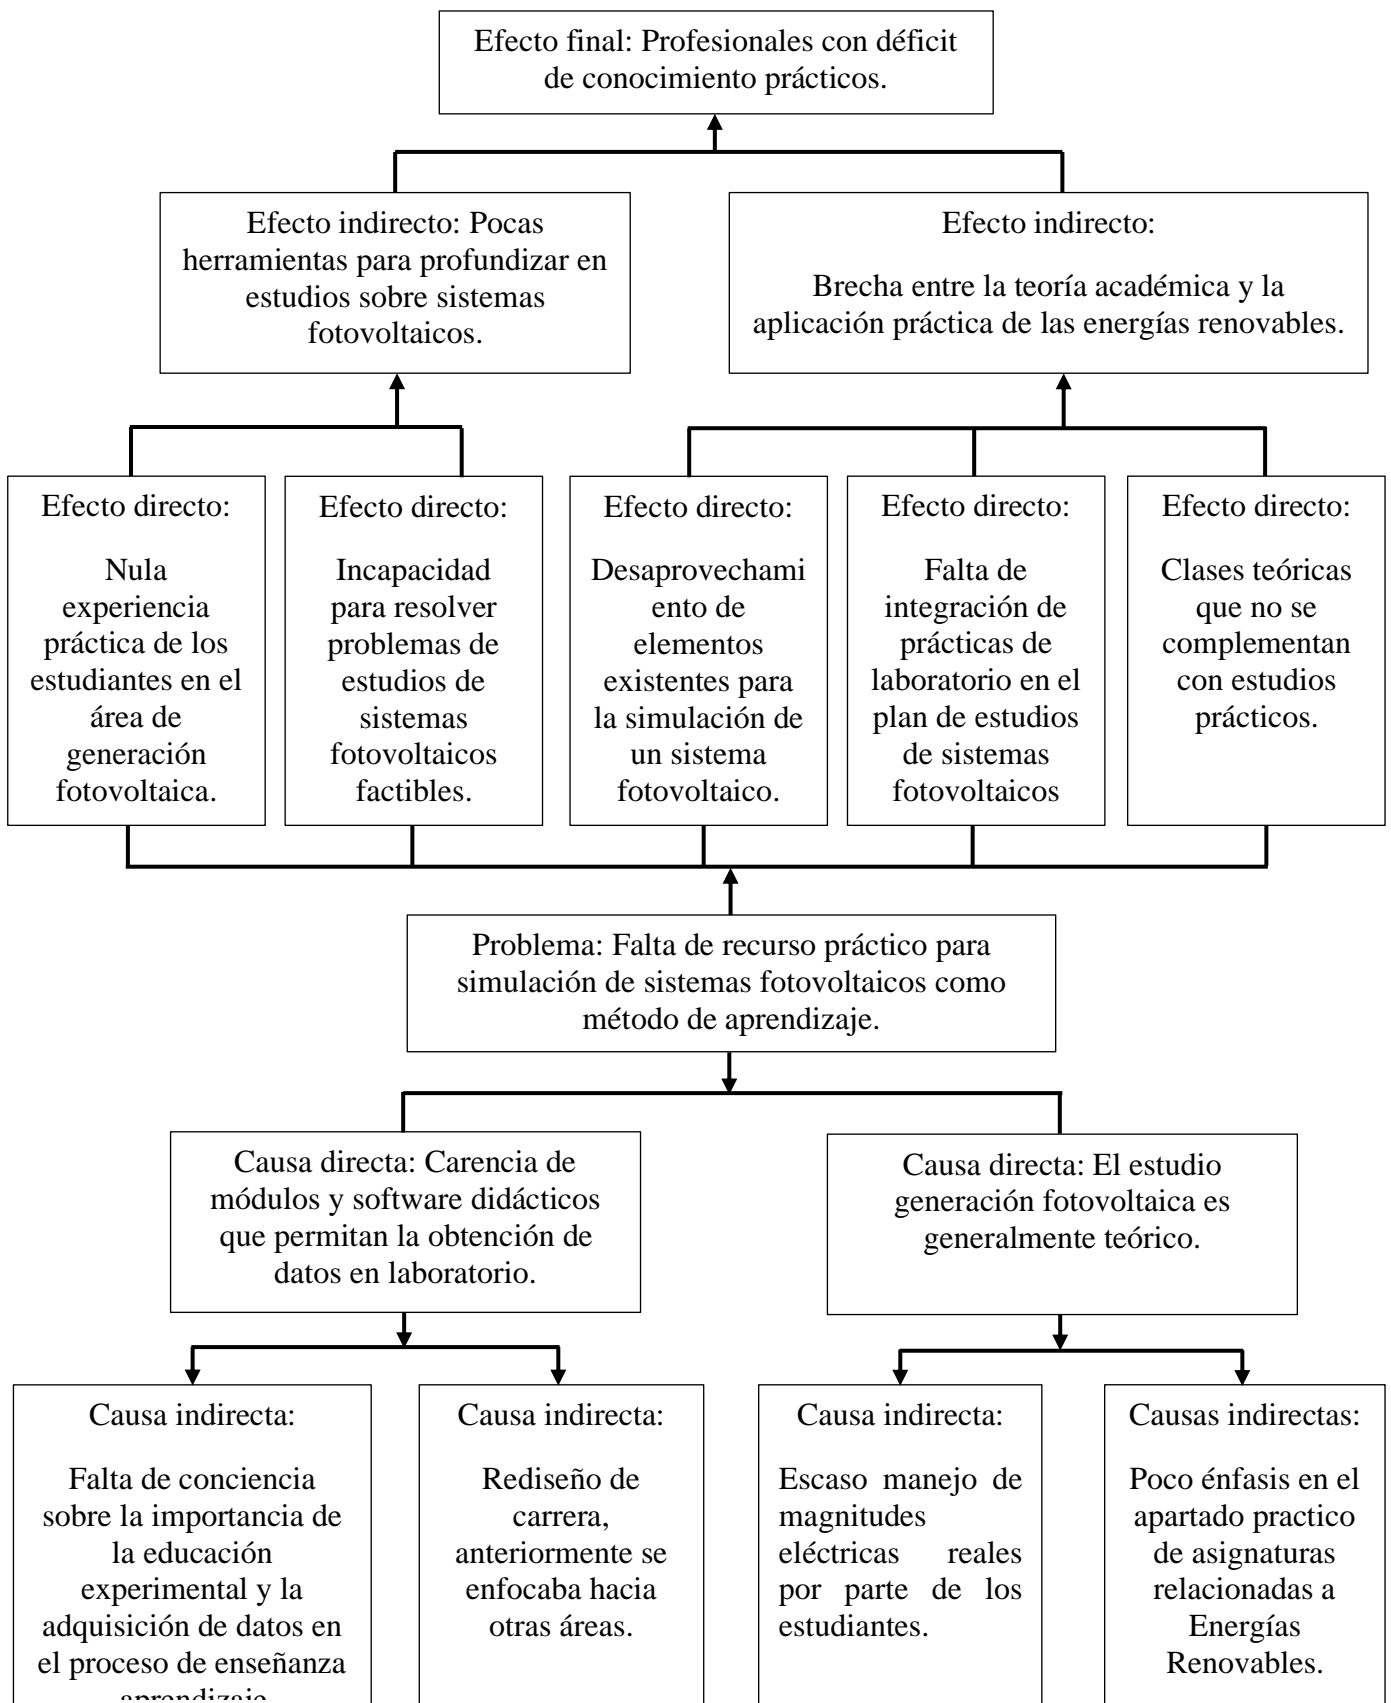 Efecto final: Profesionales con déficit
de conocimiento prácticos.
Efecto indirecto: Pocas
herramientas para profundizar en
estudios sobre sistemas
fotovoltaicos.
Efecto indirecto:
Brecha entre la teoría académica y la
aplicación práctica de las energías renovables.
Efecto directo:
Nula
experiencia
práctica de los
estudiantes en el
área de
generación
fotovoltaica.
Efecto directo:
Incapacidad
para resolver
problemas de
estudios de
sistemas
fotovoltaicos
factibles.
Efecto directo:
Desaprovechami
ento de
elementos
existentes para
la simulación de
un sistema
fotovoltaico.
Efecto directo:
Falta de
integración de
prácticas de
laboratorio en el
plan de estudios
de sistemas
fotovoltaicos
Efecto directo:
Clases teóricas
que no se
complementan
con estudios
prácticos.
Problema: Falta de recurso práctico para
simulación de sistemas fotovoltaicos como
método de aprendizaje.
Causa directa: Carencia de
módulos y software didácticos
que permitan la obtención de
datos en laboratorio.
Causa directa: El estudio
generación fotovoltaica es
generalmente teórico.
Causa indirecta:
Falta de conciencia
sobre la importancia de
la educación
experimental y la
adquisición de datos en
el proceso de enseñanza
aprendizaje
Causa indirecta:
Rediseño de
carrera,
anteriormente se
enfocaba hacia
otras áreas.
Causa indirecta:
Escaso manejo de
magnitudes
eléctricas reales
por parte de los
estudiantes.
Causas indirectas:
Poco énfasis en el
apartado practico
de asignaturas
relacionadas a
Energías
Renovables.